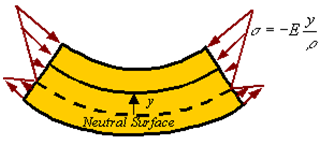 σ = −E y/ρ
y
Neutral Surface